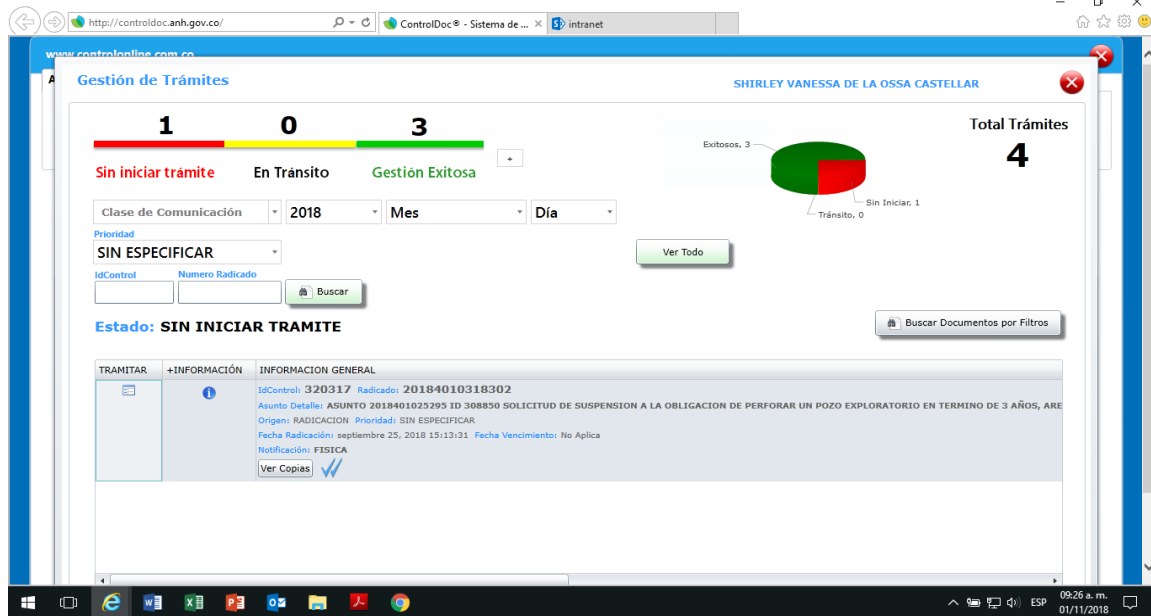 http://controldoc.anh.gov.co/
ControlDoc® - Sistema de ...
intranet
www.controlonline.com.co
Gestión de Trámites
SHIRLEY VANESSA DE LA OSSA CASTELLAR
1
0
3
Sin iniciar trámite
En Tránsito
Gestión Exitosa
+
Exitosos, 3
Sin Iniciar, 1
Tránsito, 0
Total Trámites
4
Clase de Comunicación
2018
Mes
Día
Prioridad
SIN ESPECIFICAR
Ver Todo
IdControl
Numero Radicado
Buscar
Estado: SIN INICIAR TRAMITE
Buscar Documentos por Filtros
TRAMITAR
+INFORMACIÓN
INFORMACION GENERAL
IdControl: 320317 Radicado: 20184010318302
Asunto Detalle: ASUNTO 2018401025295 ID 308850 SOLICITUD DE SUSPENSION A LA OBLIGACION DE PERFORAR UN POZO EXPLORATORIO EN TERMINO DE 3 AÑOS, ARE
Origen: RADICACION Prioridad: SIN ESPECIFICAR
Fecha Radicación: septiembre 25, 2018 15:13:31 Fecha Vencimiento: No Aplica
Notificación: FISICA
Ver Copias
ESP
09:26 a. m.
01/11/2018